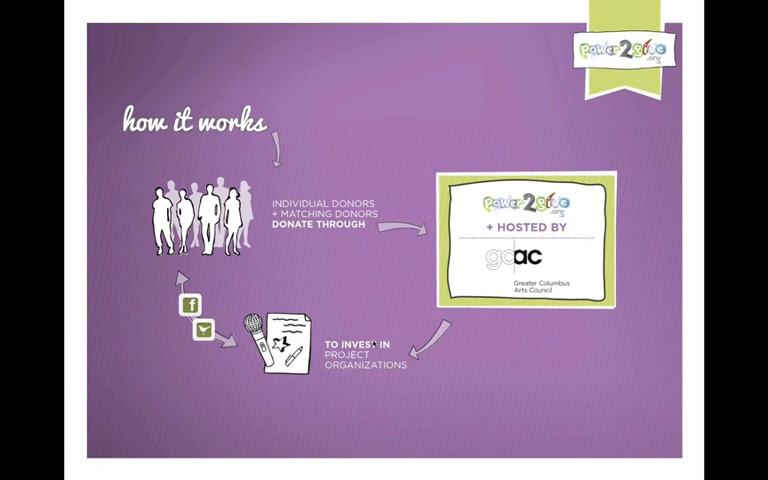 power2give
.org
how it works
INDIVIDUAL DONORS
+ MATCHING DONORS
DONATE THROUGH
power2give
.org
+ HOSTED BY
gcac
Greater Columbus
Arts Council
f
TO INVEST IN
PROJECT
ORGANIZATIONS